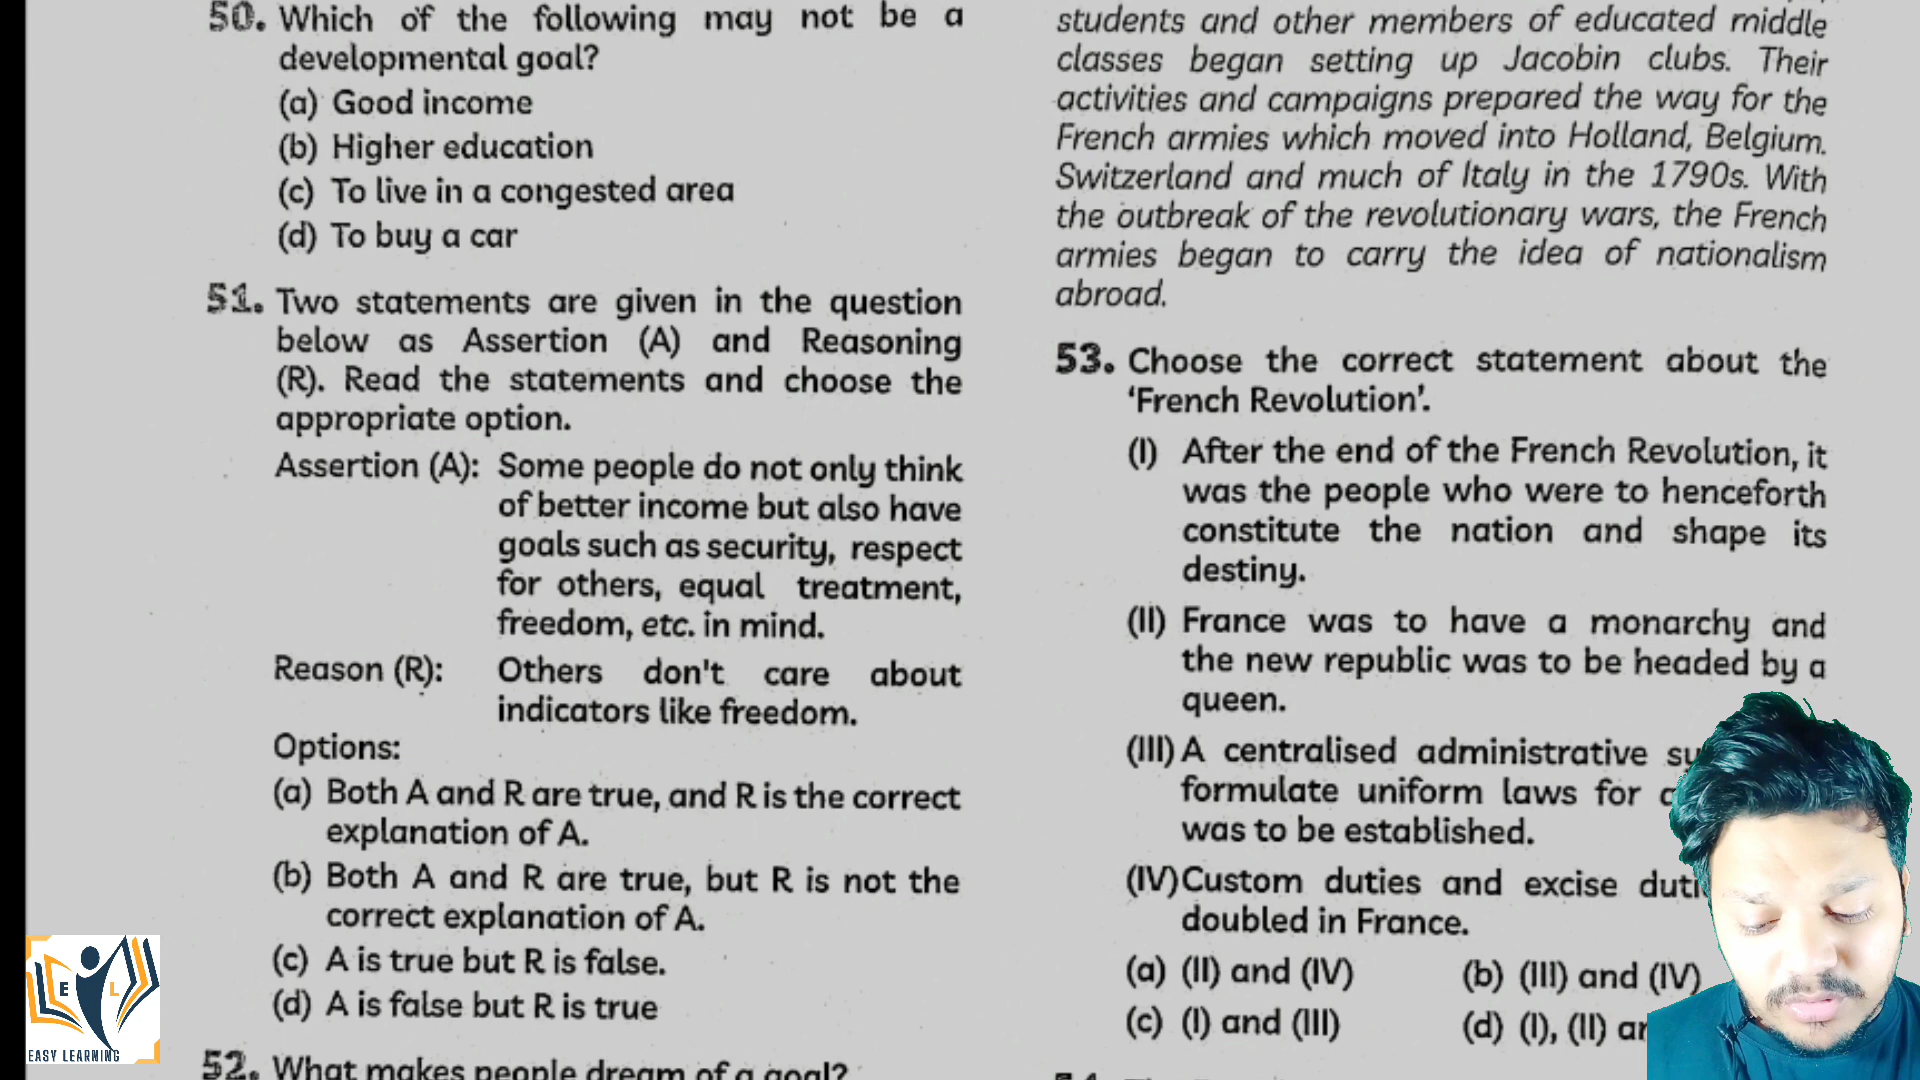 50. Which of the following may not be a
developmental goal?
(a) Good income
(b) Higher education
(c) To live in a congested area
(d) To buy a car
51. Two statements are given in the question
below as Assertion (A) and Reasoning
(R). Read the statements and choose the
appropriate option.
Assertion (A): Some people do not only think
of better income but also have
goals such as security, respect
for others, equal treatment,
freedom, etc. in mind.
Reason (R): Others don't care about
indicators like freedom.
Options:
(a) Both A and R are true, and R is the correct
explanation of A.
(b) Both A and R are true, but R is not the
correct explanation of A.
(c) A is true but R is false.
(d) A is false but R is true
52. What makes people dream of a goal?
students and other members of educated middle
classes began setting up Jacobin clubs. Their
activities and campaigns prepared the way for the
French armies which moved into Holland, Belgium.
Switzerland and much of Italy in the 1790s. With
the outbreak of the revolutionary wars, the French
armies began to carry the idea of nationalism
abroad.
53. Choose the correct statement about the
‘French Revolution’.
(I) After the end of the French Revolution, it
was the people who were to henceforth
constitute the nation and shape its
destiny.
(II) France was to have a monarchy and
the new republic was to be headed by a
queen.
(III) A centralised administrative
formulate uniform laws for
was to be established.
(IV) Custom duties and excise
doubled in France.
(a) (II) and (IV) (b) (III) and (IV)
(c) (I) and (III) (d) (I), (II)
E L
EASY LEARNING